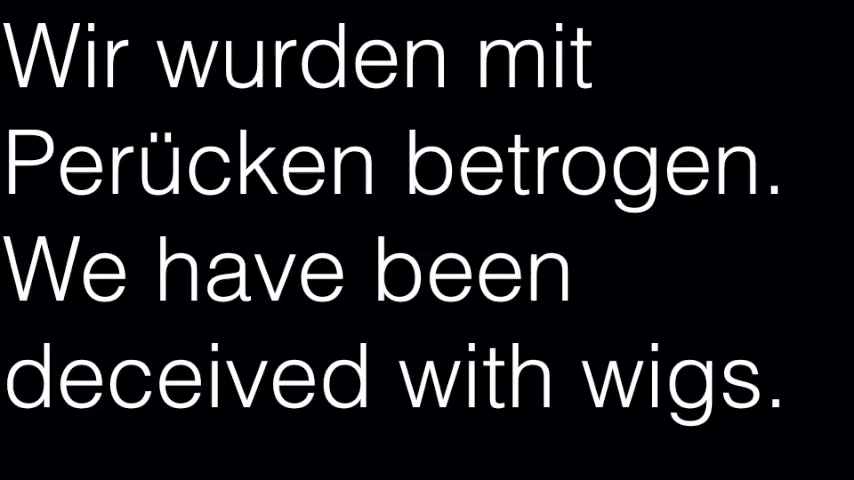 Wir wurden mit
Perücken betrogen.
We have been
deceived with wigs.